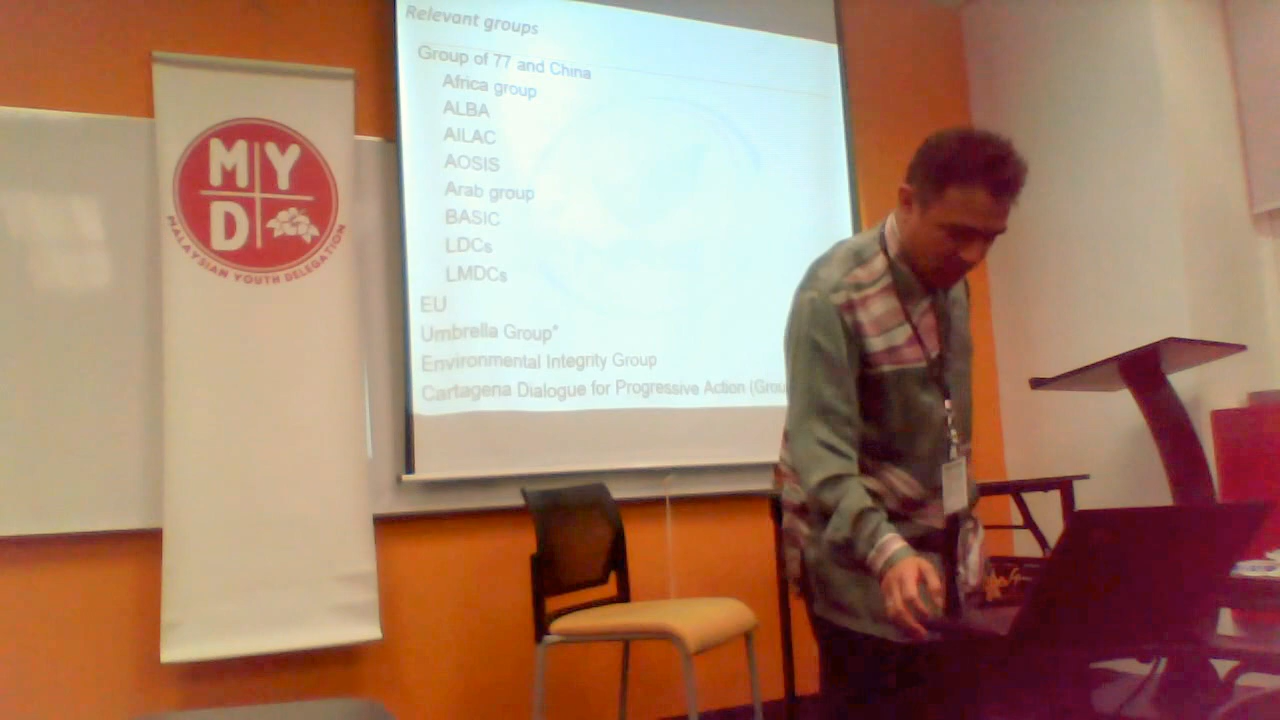 MY
D
MALAYSIAN YOUTH DELEGATION
Relevant groups
Group of 77 and China
Africa group
ALBA
AILAC
AOSIS
Arab group
BASIC
LDCs
LMDCs
EU
Umbrella Group*
Environmental Integrity Group
Cartagena Dialogue for Progressive Action (Grou